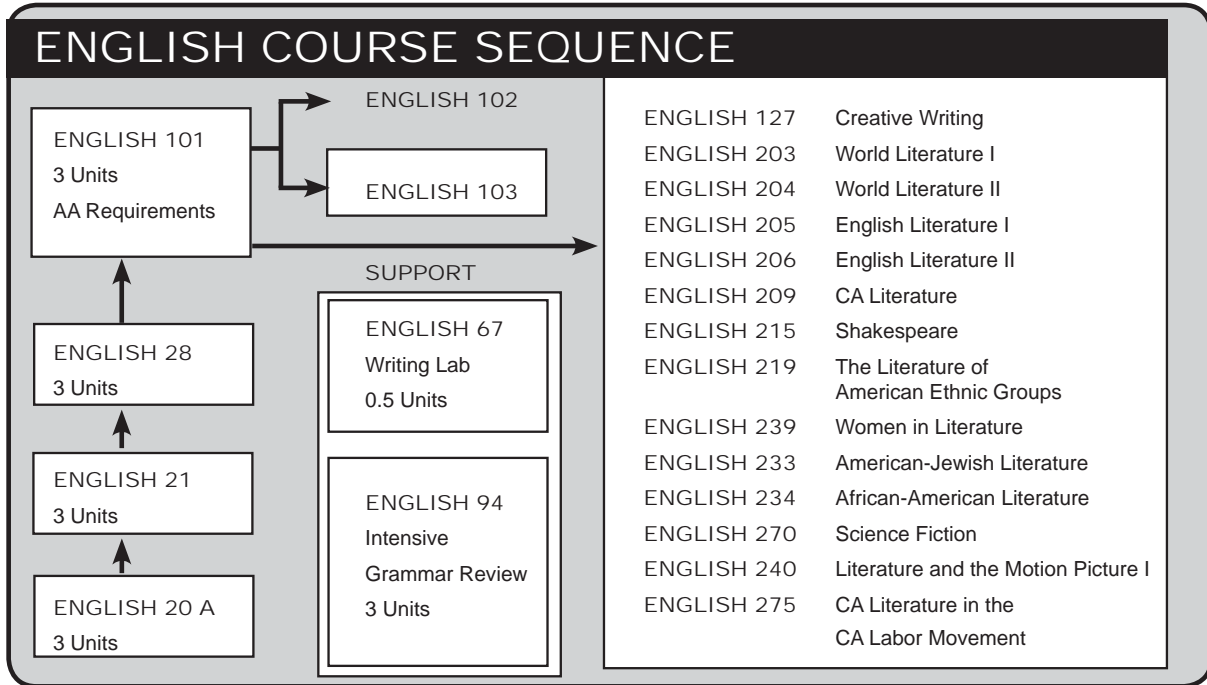 ENGLISH COURSE SEQUENCE
ENGLISH 101
3 Units
AA Requirements
ENGLISH 102
ENGLISH 103
ENGLISH 28
3 Units
ENGLISH 21
3 Units
ENGLISH 20 A
3 Units
SUPPORT
ENGLISH 67
Writing Lab
0.5 Units
ENGLISH 94
Intensive
Grammar Review
3 Units
ENGLISH 127 Creative Writing
ENGLISH 203 World Literature I
ENGLISH 204 World Literature II
ENGLISH 205 English Literature I
ENGLISH 206 English Literature II
ENGLISH 209 CA Literature
ENGLISH 215 Shakespeare
ENGLISH 219 The Literature of
American Ethnic Groups
ENGLISH 239 Women in Literature
ENGLISH 233 American-Jewish Literature
ENGLISH 234 African-American Literature
ENGLISH 270 Science Fiction
ENGLISH 240 Literature and the Motion Picture I
ENGLISH 275 CA Literature in the
CA Labor Movement